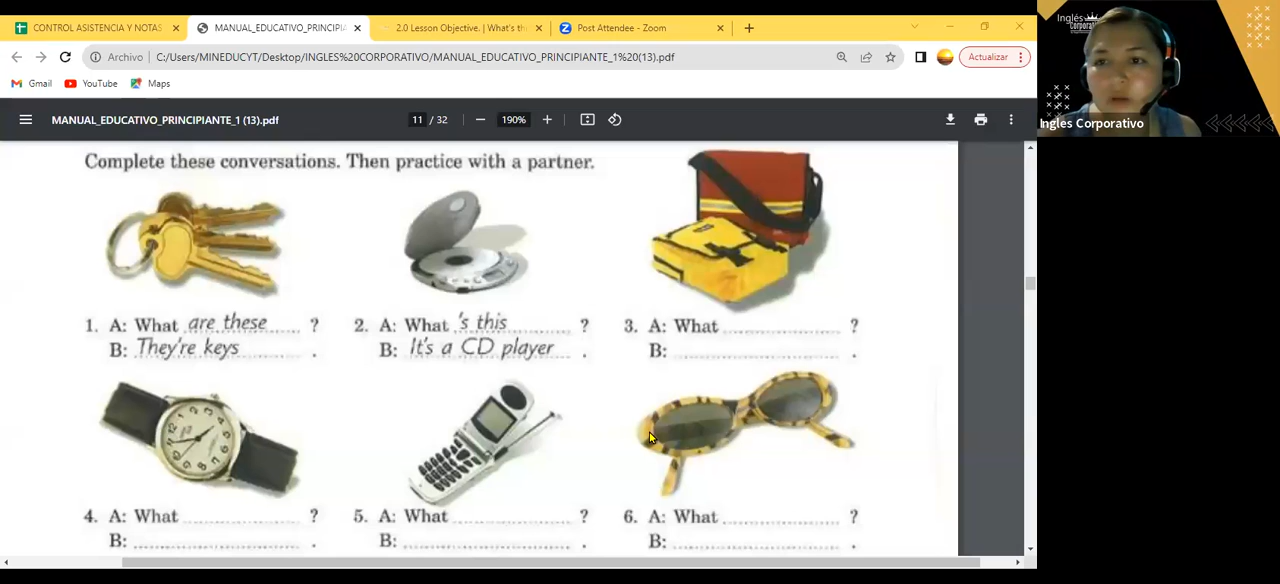 CONTROL ASISTENCIA Y NOTAS
MANUAL_EDUCATIVO_PRINCIPIA
2.0 Lesson Objective. | What's th
Post Attendee - Zoom
Archivo
C:/Users/MINEDUCYT/Desktop/INGLES%20CORPORATIVO/MANUAL_EDUCATIVO_PRINCIPIANTE_1%20(13).pdf
Actualizar
Gmail YouTube Maps
MANUAL_EDUCATIVO_PRINCIPIANTE_1 (13).pdf
11 / 32
190%
Inglés
Corporativo
Ingles Corporativo
Complete these conversations. Then practice with a partner.
1. A: What are these ?
B: They're keys .
2. A: What 's this ?
B: It's a CD player .
3. A: What ?
B: .
4. A: What ?
B: .
5. A: What ?
B: .
6. A: What ?
B: .